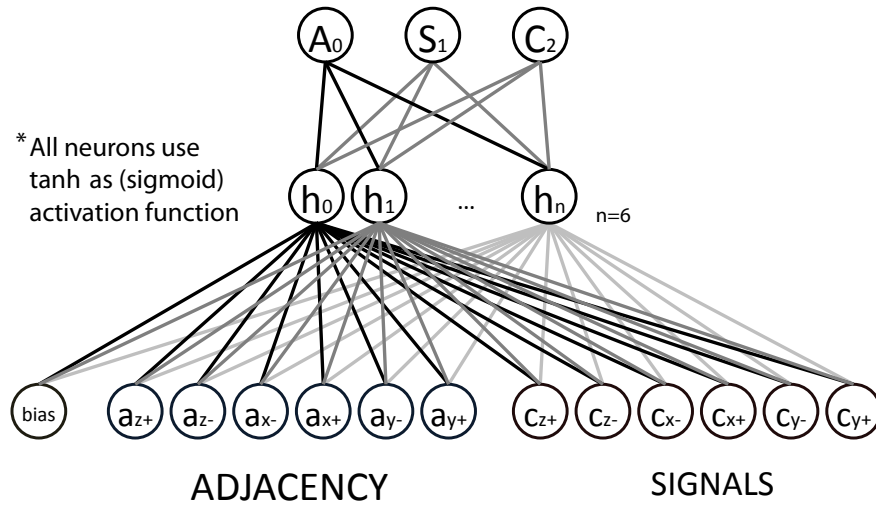 A0 S1 C2
* All neurons use
tanh as (sigmoid)
activation function
h0 h1 ... hn n=6
bias az+ az- ax- ax+ ay- ay+ cz+ cz- cx- cx+ cy- cy+
ADJACENCY SIGNALS